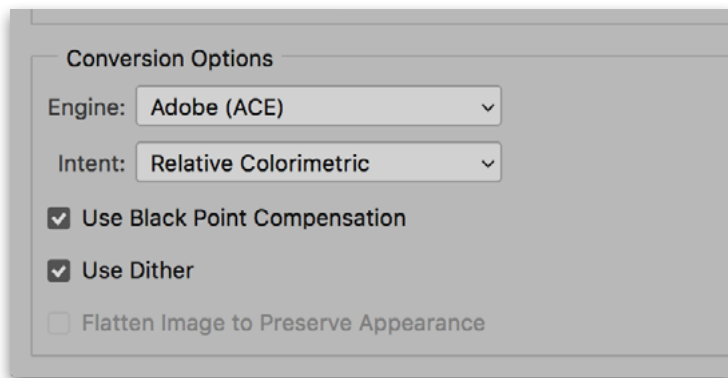 Conversion Options
Engine: Adobe (ACE)
Intent: Relative Colorimetric
Use Black Point Compensation
Use Dither
Flatten Image to Preserve Appearance